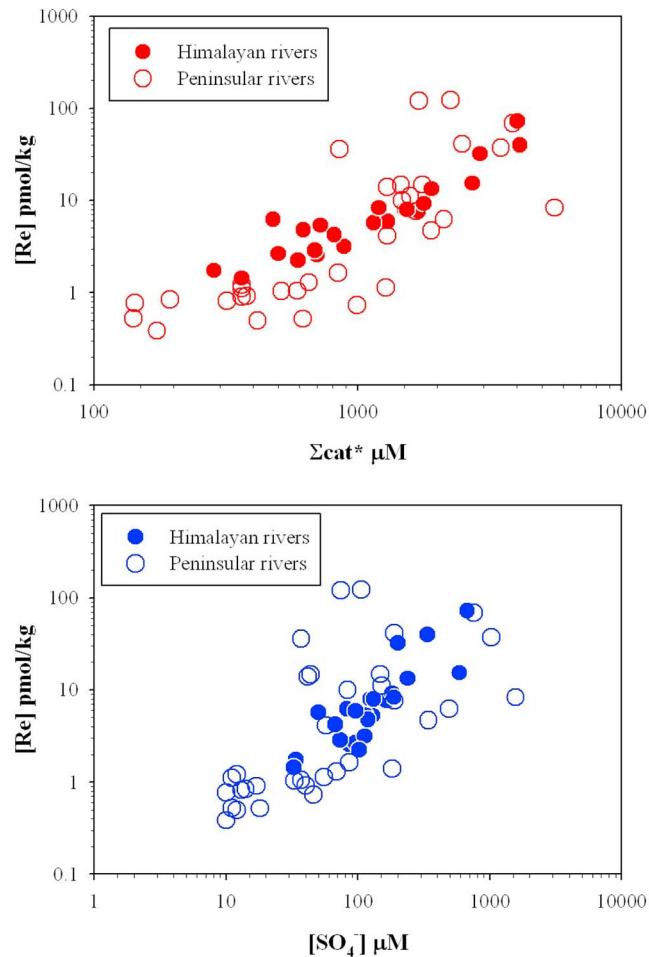 1000
Himalayan rivers
Peninsular rivers
100
10
1
0.1
[Re] pmol/kg
100
1000
10000
Σcat* μM
1000
Himalayan rivers
Peninsular rivers
100
10
1
0.1
[Re] pmol/kg
1
10
100
1000
10000
[SO₄⁻] μM